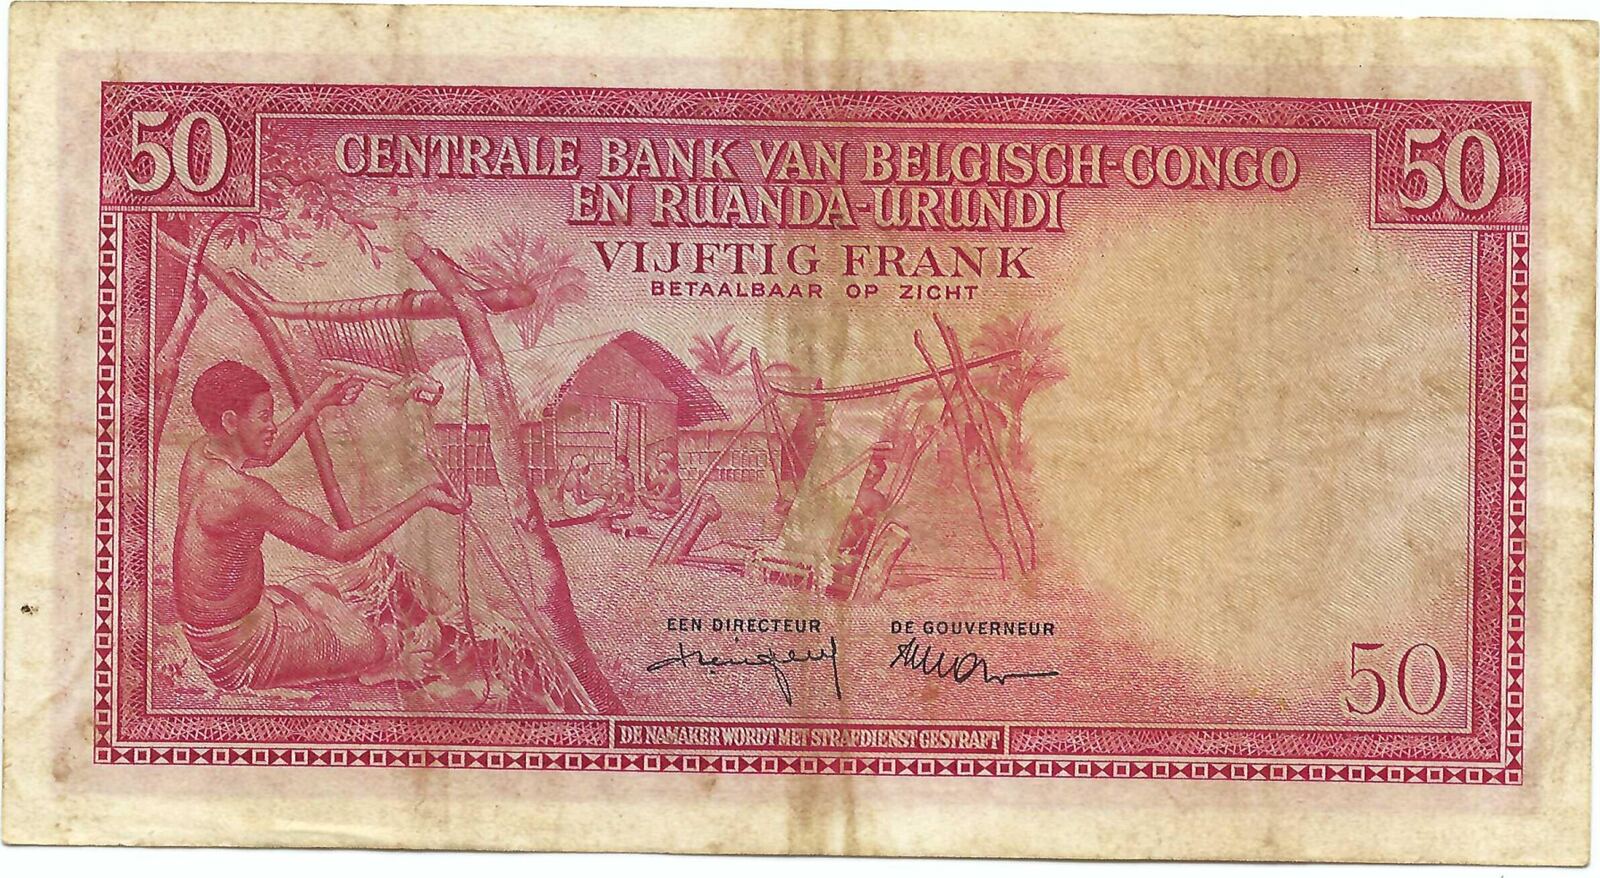 50
CENTRALE BANK VAN BELGISCH-CONGO
50
EN RUANDA-URUNDI
VIJFTIG FRANK
BETAALBAAR OP ZICHT
EEN DIRECTEUR
DE GOUVERNEUR
50
DE NAMAKER WORDT MET STRAFDIENST GESTRAFT